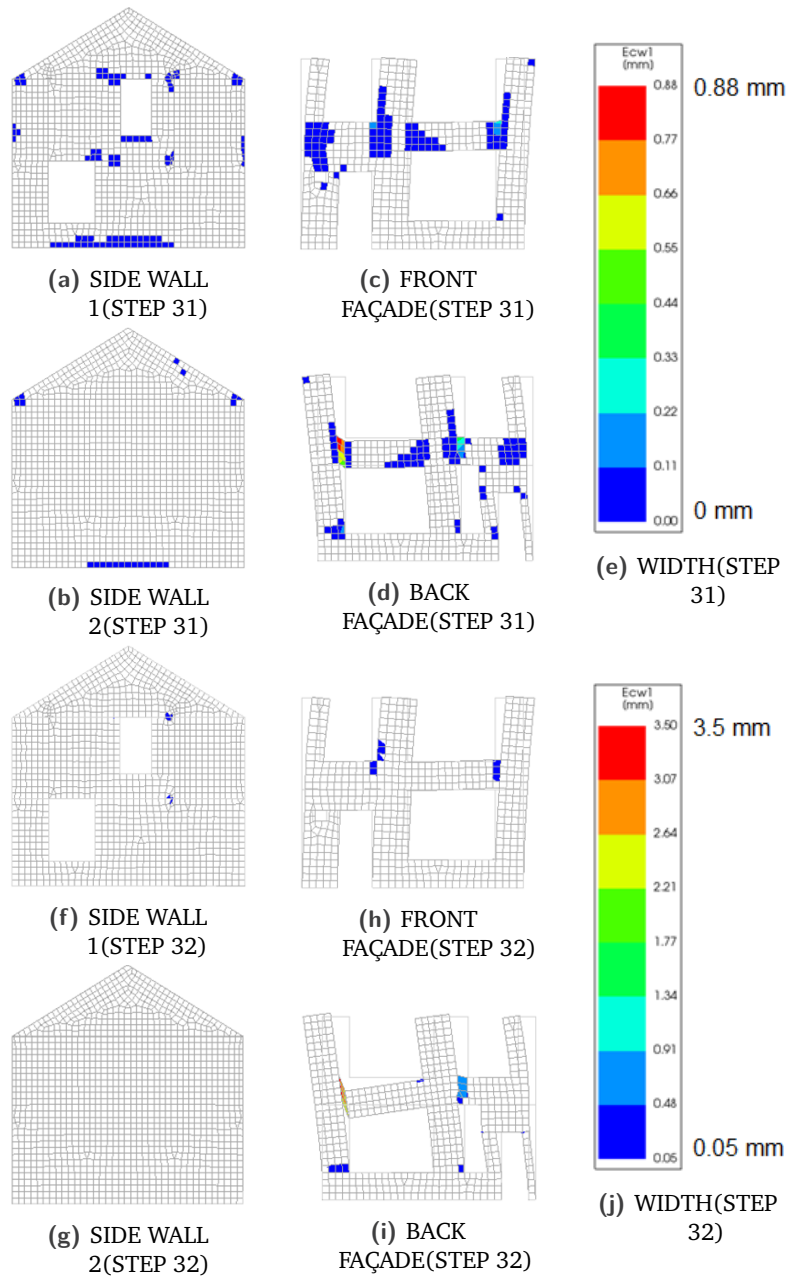 Ecw1
(mm)
0.88
0.77
0.66
0.55
0.44
0.33
0.22
0.11
0.00
0.88 mm
0 mm
(a) SIDE WALL
1(STEP 31)
(c) FRONT
FAÇADE(STEP 31)
(b) SIDE WALL
2(STEP 31)
(d) BACK
FAÇADE(STEP 31)
(e) WIDTH(STEP
31)
Ecw1
(mm)
3.50
3.07
2.64
2.21
1.77
1.34
0.91
0.48
0.05
3.5 mm
0.05 mm
(f) SIDE WALL
1(STEP 32)
(h) FRONT
FAÇADE(STEP 32)
(g) SIDE WALL
2(STEP 32)
(i) BACK
FAÇADE(STEP 32)
(j) WIDTH(STEP
32)